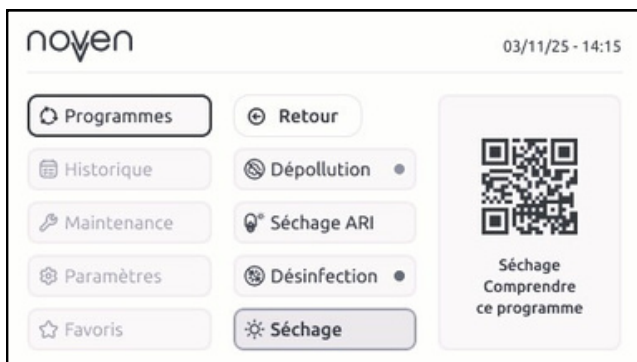 noven
03/11/25 - 14:15
Programmes
Historique
Maintenance
Paramètres
Favoris
Retour
Dépollution
Séchage ARI
Désinfection
Séchage
Séchage
Comprendre
ce programme